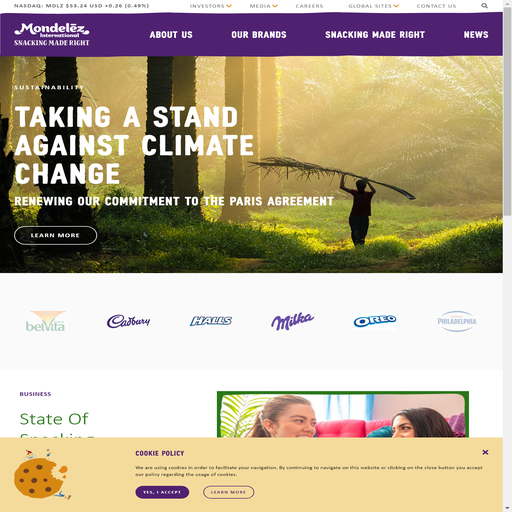 NASDAQ: MDLZ $53.24 USD +0.26 [0.49%]
INVESTORS
MEDIA
CAREERS
GLOBAL SITES
CONTACT US
Mondelēz
International
SNACKING MADE RIGHT
ABOUT US
OUR BRANDS
SNACKING MADE RIGHT
NEWS
SUSTAINABILITY
TAKING A STAND
AGAINST CLIMATE
CHANGE
RENEWING OUR COMMITMENT TO THE PARIS AGREEMENT
LEARN MORE
belVita
Cadbury
HALLS
Milka
OREO
PHILADELPHIA
BUSINESS
State Of
Snacking
COOKIE POLICY
We are using cookies in order to facilitate your navigation. By continuing to navigate on this website or clicking on the close button you accept
our policy regarding the usage of cookies.
YES, I ACCEPT
LEARN MORE